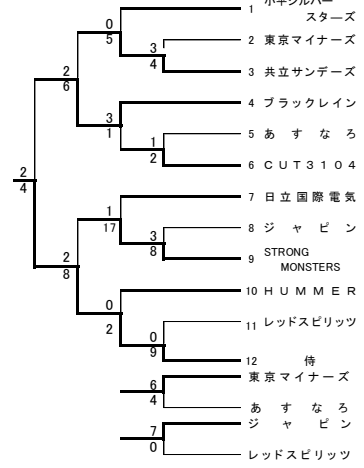 1 小平シルバー
スターズ
0
5
2 東京マイナーズ
3
4
3 共立サンデーズ
2
6
4 ブラックレイン
3
1
5 あすなろ
1
2
6 CUT3104
2
4
7 日立国際電気
1
17
8 ジャピン
3
8
9 STRONG
MONSTERS
2
8
10 HUMMER
0
2
11 レッドスピリッツ
0
9
12 侍
東京マイナーズ
6
4
あすなろ
ジャピン
7
0
レッドスピリッツ